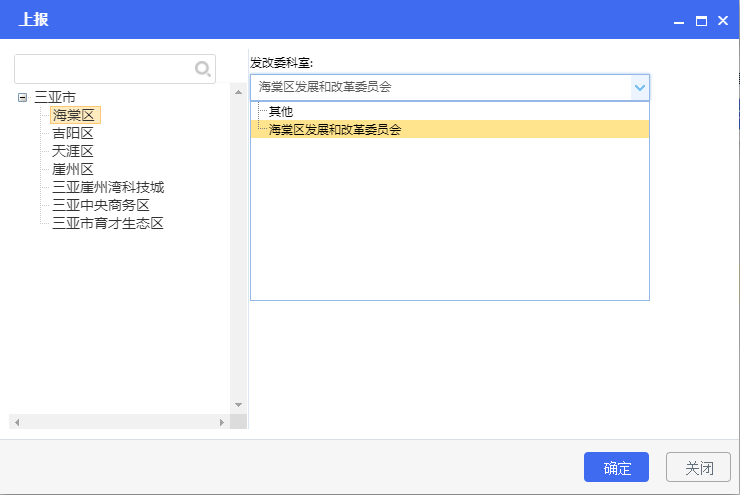 上报
三亚市
海棠区
吉阳区
天涯区
崖州区
三亚崖州湾科技城
三亚中央商务区
三亚市育才生态区
发改委科室:
海棠区发展和改革委员会
其他
海棠区发展和改革委员会
确定
关闭